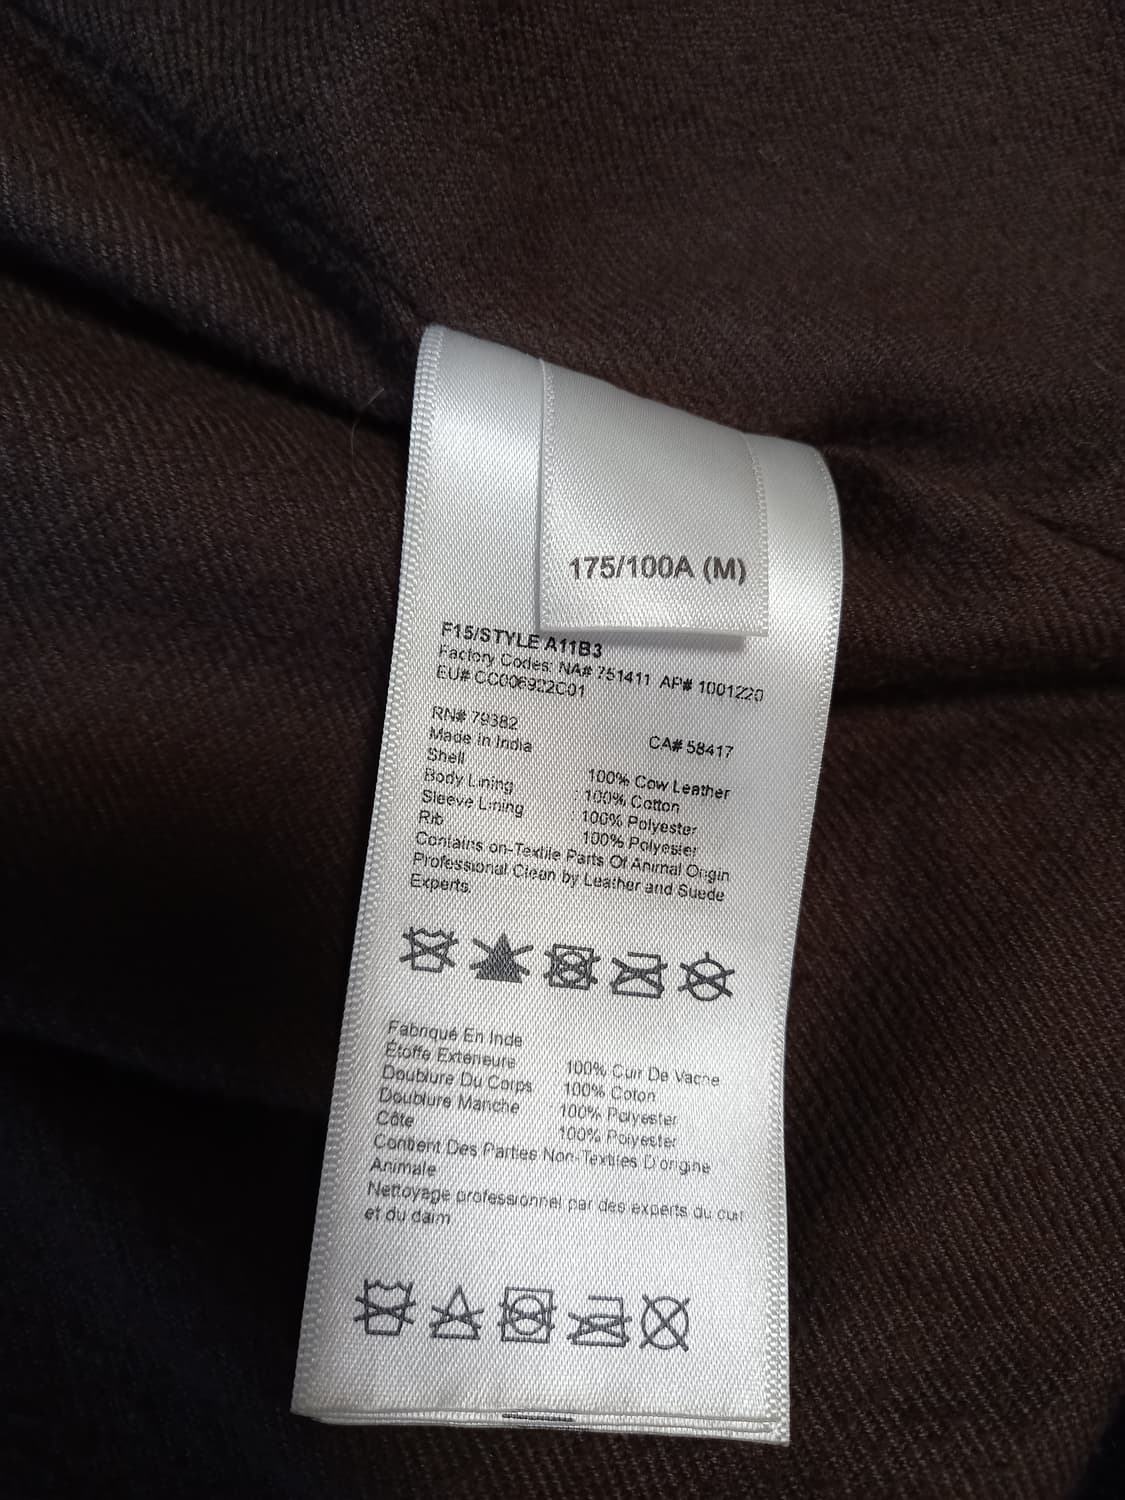 175/100A (M)
F15/STYLE A11B3
Factory Codes: NA# 751411 AP# 1001220
EU# CC006922C01
RN# 79382 CA# 58417
Made In India
Shell 100% Cow Leather
Body Lining : 100% Cotton
Sleeve Lining : 100% Polyester
Rib 100% Polyester
Contains on-Textile Parts Of Animal Origin
Professional Clean by Leather and Suede
Experts.
Fabriqué En Inde
Étoffe Extérieure 100% Cuir De Vache
Doublure Du Corps 100% Coton
Doublure Manche 100% Polyester
Côte 100% Polyester
Contient Des Parties Non-Textiles D'origine
Animale
Nettoyage professionnel par des experts du cuir
et du daim